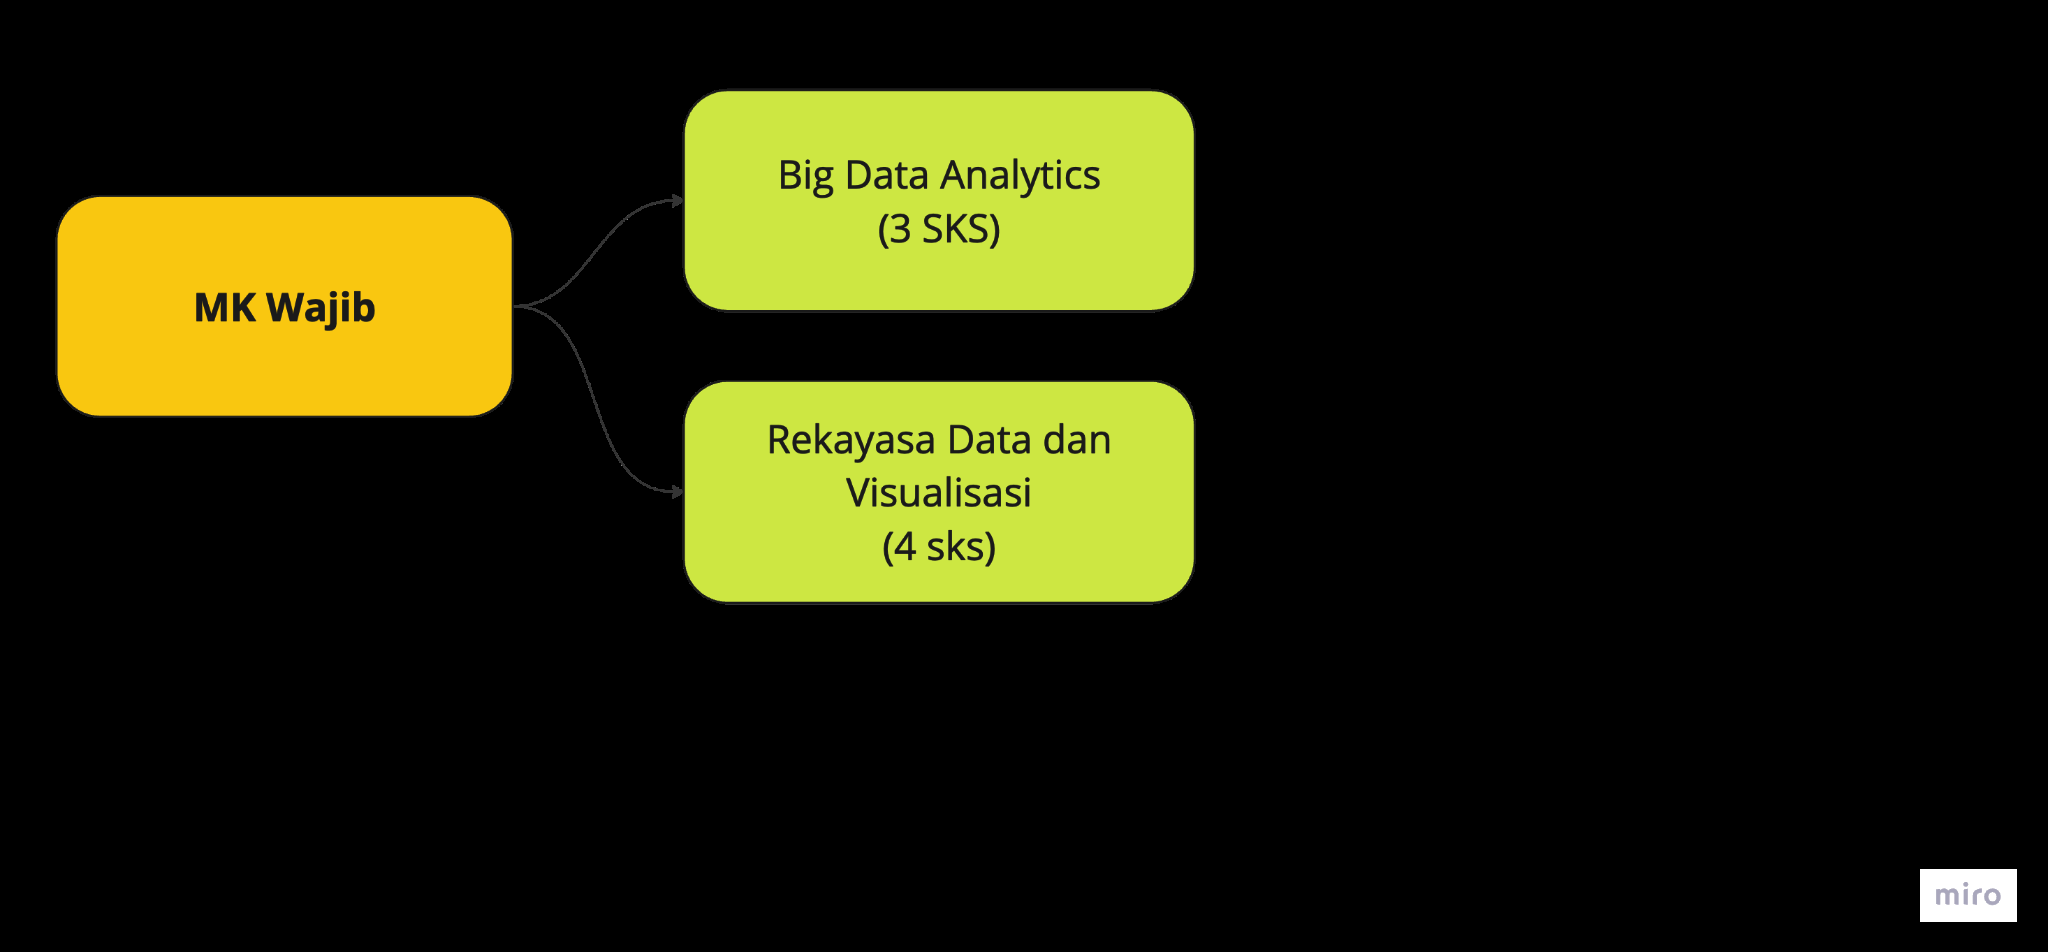 MK Wajib
Big Data Analytics
(3 SKS)
Rekayasa Data dan
Visualisasi
(4 sks)
miro